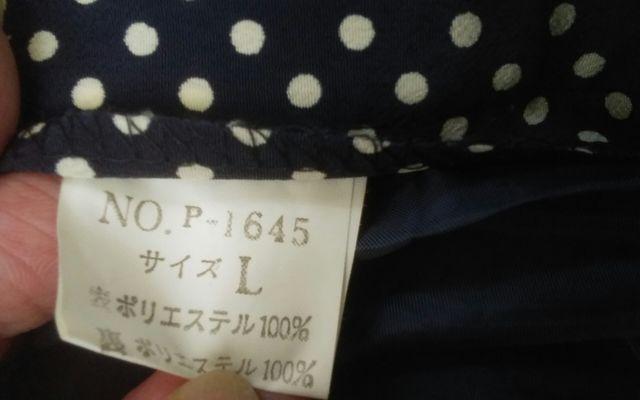 NO. P-1645
サイズ L
表ポリエステル100%
裏ポリエステル100%